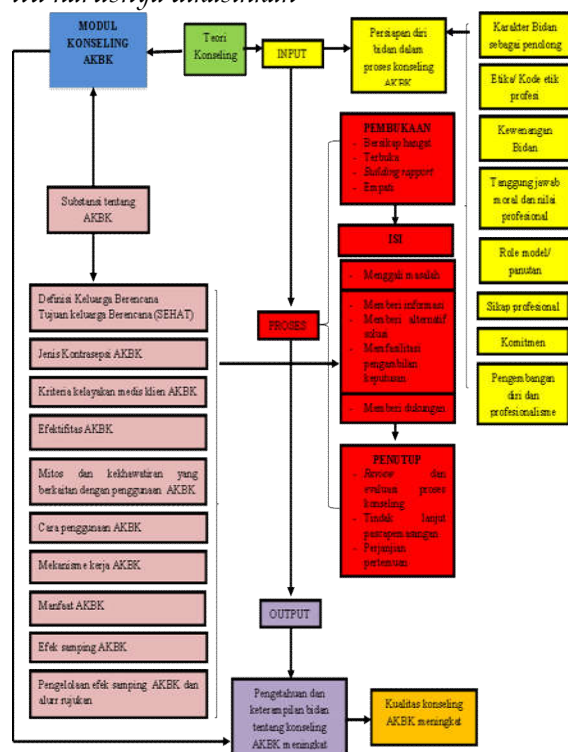 MODUL
KONSELING
AKBK
Teori
Konseling
INPUT
Persiapan diri
bidan dalam
proses konseling
AKBK
Karakter Bidan
sebagai penolong
Etika/ Kode etik
profesi
Kewenangan
Bidan
Tanggung jawab
moral dan nilai
profesional
Role model/
panutan
Sikap profesional
Komitmen
Pengembangan
diri dan
profesionalisme
PEMBUKAAN
- Bersikap hangat
- Terbuka
- Building rapport
- Empati
ISI
- Menggali masalah
- Memberi informasi
- Memberi alternatif
solusi
- Memfasilitasi
pengambilan
keputusan
- Memberi dukungan
PENUTUP
- Review dan
evaluasi proses
konseling
- Tindak lanjut
pascapemasangan
- Perjanjian
pertemuan
PROSES
Substansi tentang
AKBK
Definisi Keluarga Berencana
Tujuan keluarga Berencana (SEHAT)
Jenis Kontrasepsi AKBK
Kriteria kelayakan medis klien AKBK
Efektifitas AKBK
Mitos dan kekhawatiran yang
berkaitan dengan penggunaan AKBK
Cara penggunaan AKBK
Mekanisme kerja AKBK
Manfaat AKBK
Efek samping AKBK
Pengelolaan efek samping AKBK dan
alurr rujukan
OUTPUT
Pengetahuan dan
keterampilan bidan
tentang konseling
AKBK meningkat
Kualitas konseling
AKBK meningkat